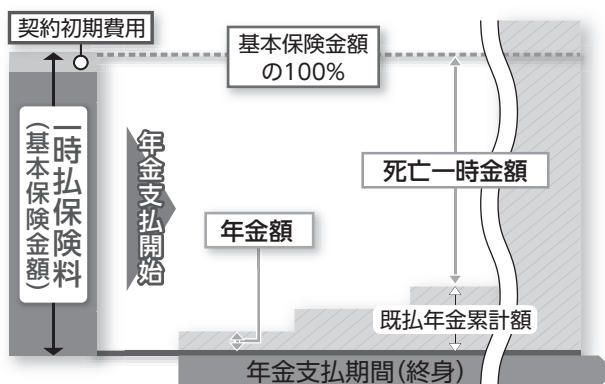 契約初期費用
基本保険金額
の100%
一時払保険料
(基本保険金額)
年金支払開始
死亡一時金額
年金額
既払年金累計額
年金支払期間(終身)